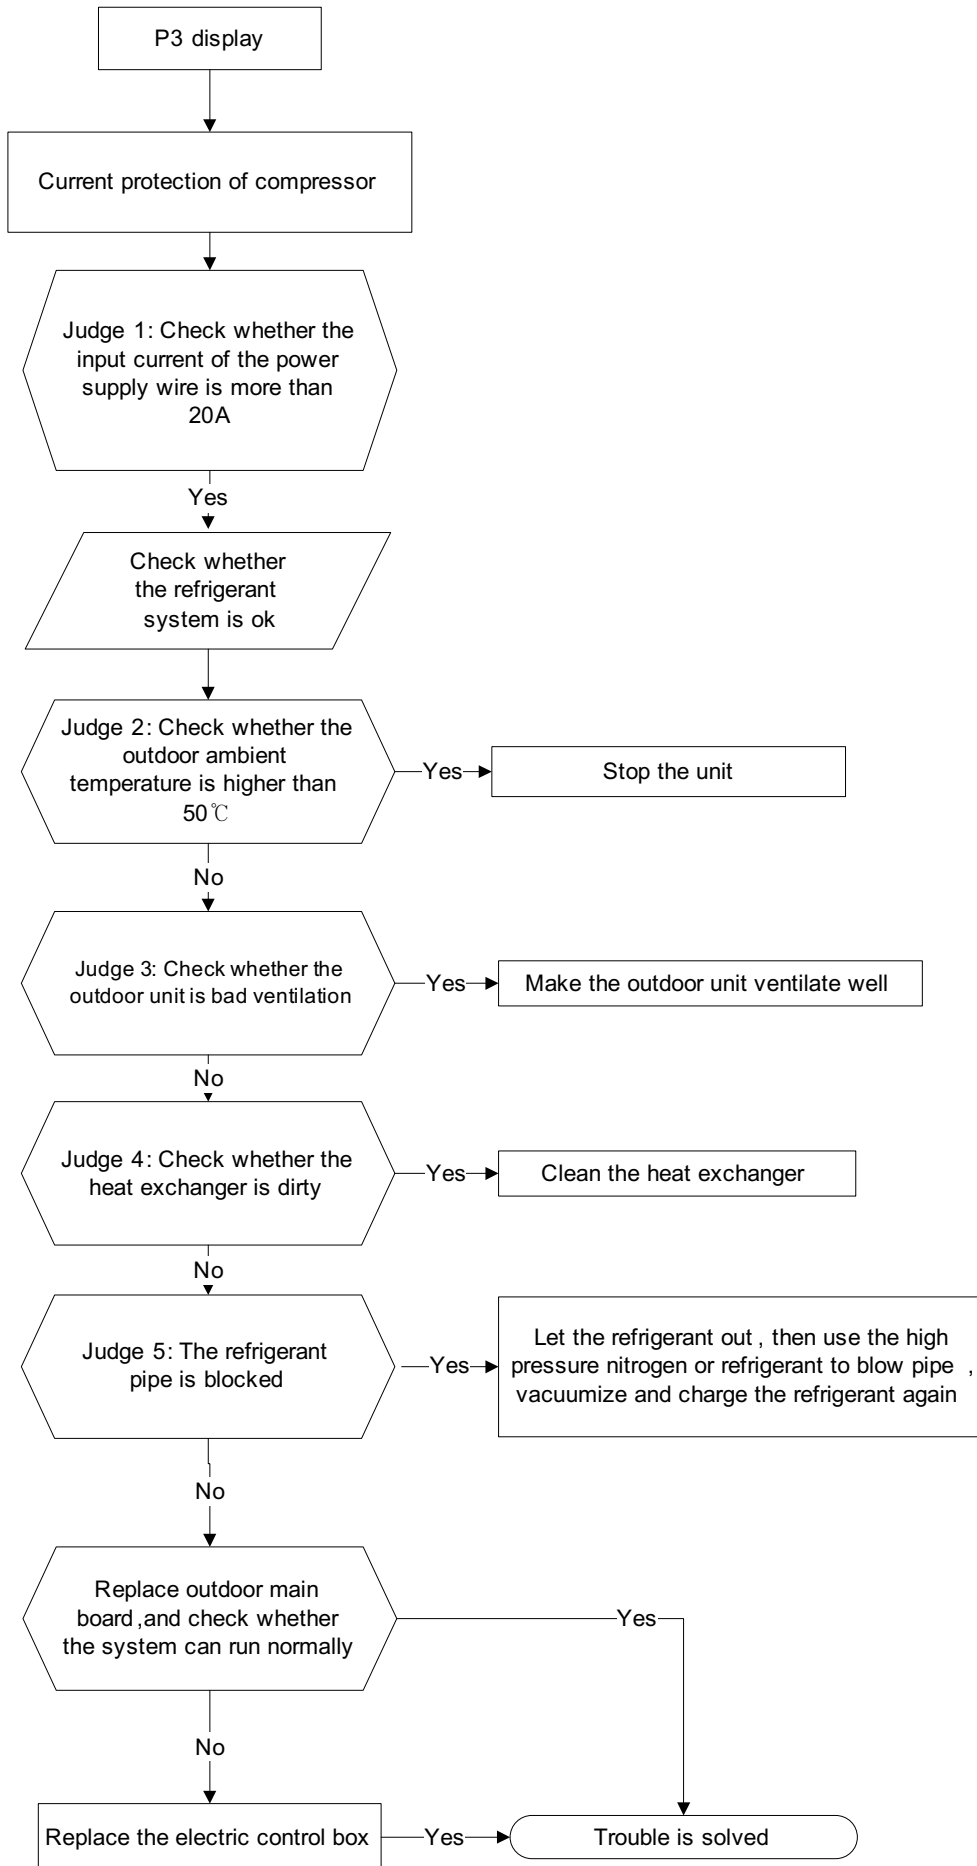 P3 display
Current protection of compressor
Judge 1: Check whether the
input current of the power
supply wire is more than
20A
Yes
Check whether
the refrigerant
system is ok
Judge 2: Check whether the
outdoor ambient
temperature is higher than
50℃
Yes
Stop the unit
No
Judge 3: Check whether the
outdoor unit is bad ventilation
Yes
Make the outdoor unit ventilate well
No
Judge 4: Check whether the
heat exchanger is dirty
Yes
Clean the heat exchanger
No
Judge 5: The refrigerant
pipe is blocked
Yes
Let the refrigerant out , then use the high
pressure nitrogen or refrigerant to blow pipe ,
vacuumize and charge the refrigerant again
No
Replace outdoor main
board ,and check whether
the system can run normally
Yes
No
Replace the electric control box
Yes
Trouble is solved